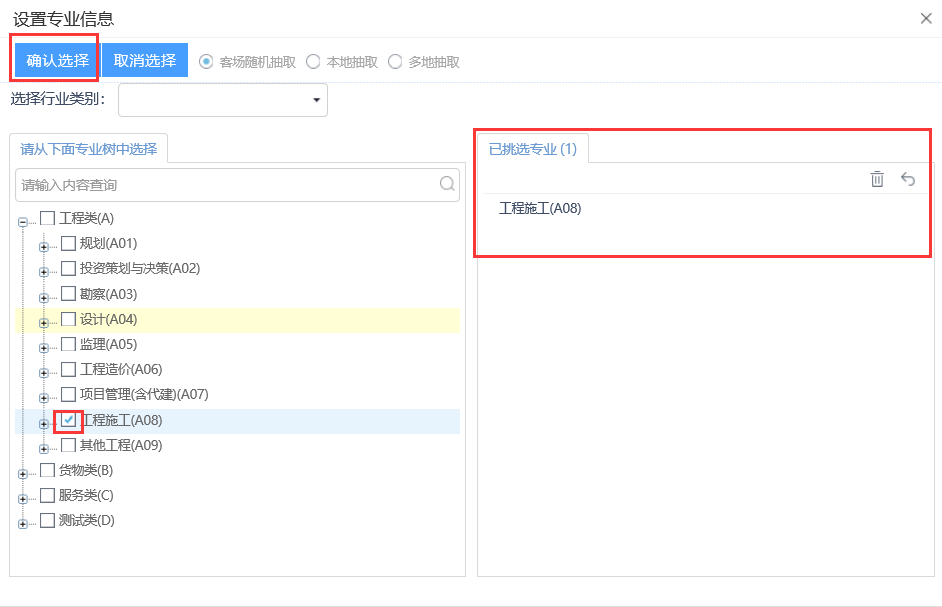 设置专业信息
确认选择 取消选择 客场随机抽取 本地抽取 多地抽取
选择行业类别：
请从下面专业树中选择
请输入内容查询
工程类(A)
规划(A01)
投资策划与决策(A02)
勘察(A03)
设计(A04)
监理(A05)
工程造价(A06)
项目管理(含代建)(A07)
工程施工(A08)
其他工程(A09)
货物类(B)
服务类(C)
测试类(D)
已挑选专业 (1)
工程施工(A08)